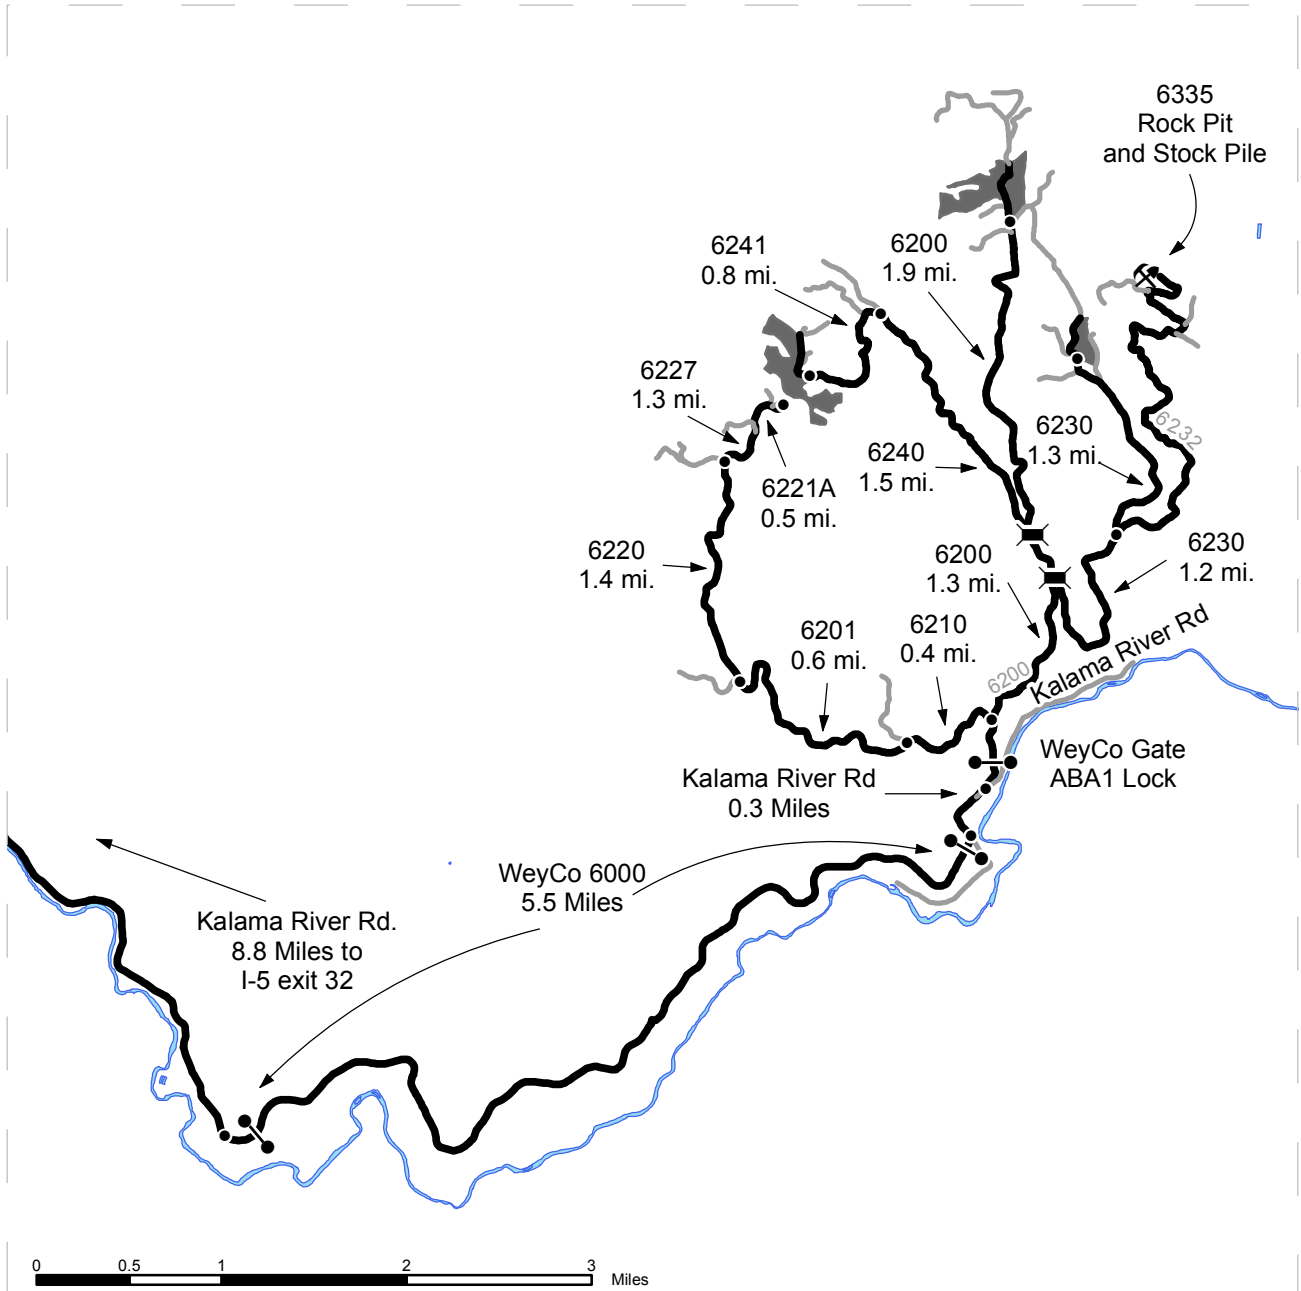 6335
Rock Pit
and Stock Pile
6241
0.8 mi.
6200
1.9 mi.
6227
1.3 mi.
6232
6230
1.3 mi.
6240
1.5 mi.
6221A
0.5 mi.
6220
1.4 mi.
6200
1.3 mi.
6230
1.2 mi.
6201
0.6 mi.
6210
0.4 mi.
6200
Kalama River Rd
WeyCo Gate
ABA1 Lock
Kalama River Rd
0.3 Miles
WeyCo 6000
5.5 Miles
Kalama River Rd.
8.8 Miles to
I-5 exit 32
0 0.5 1 2 3
Miles